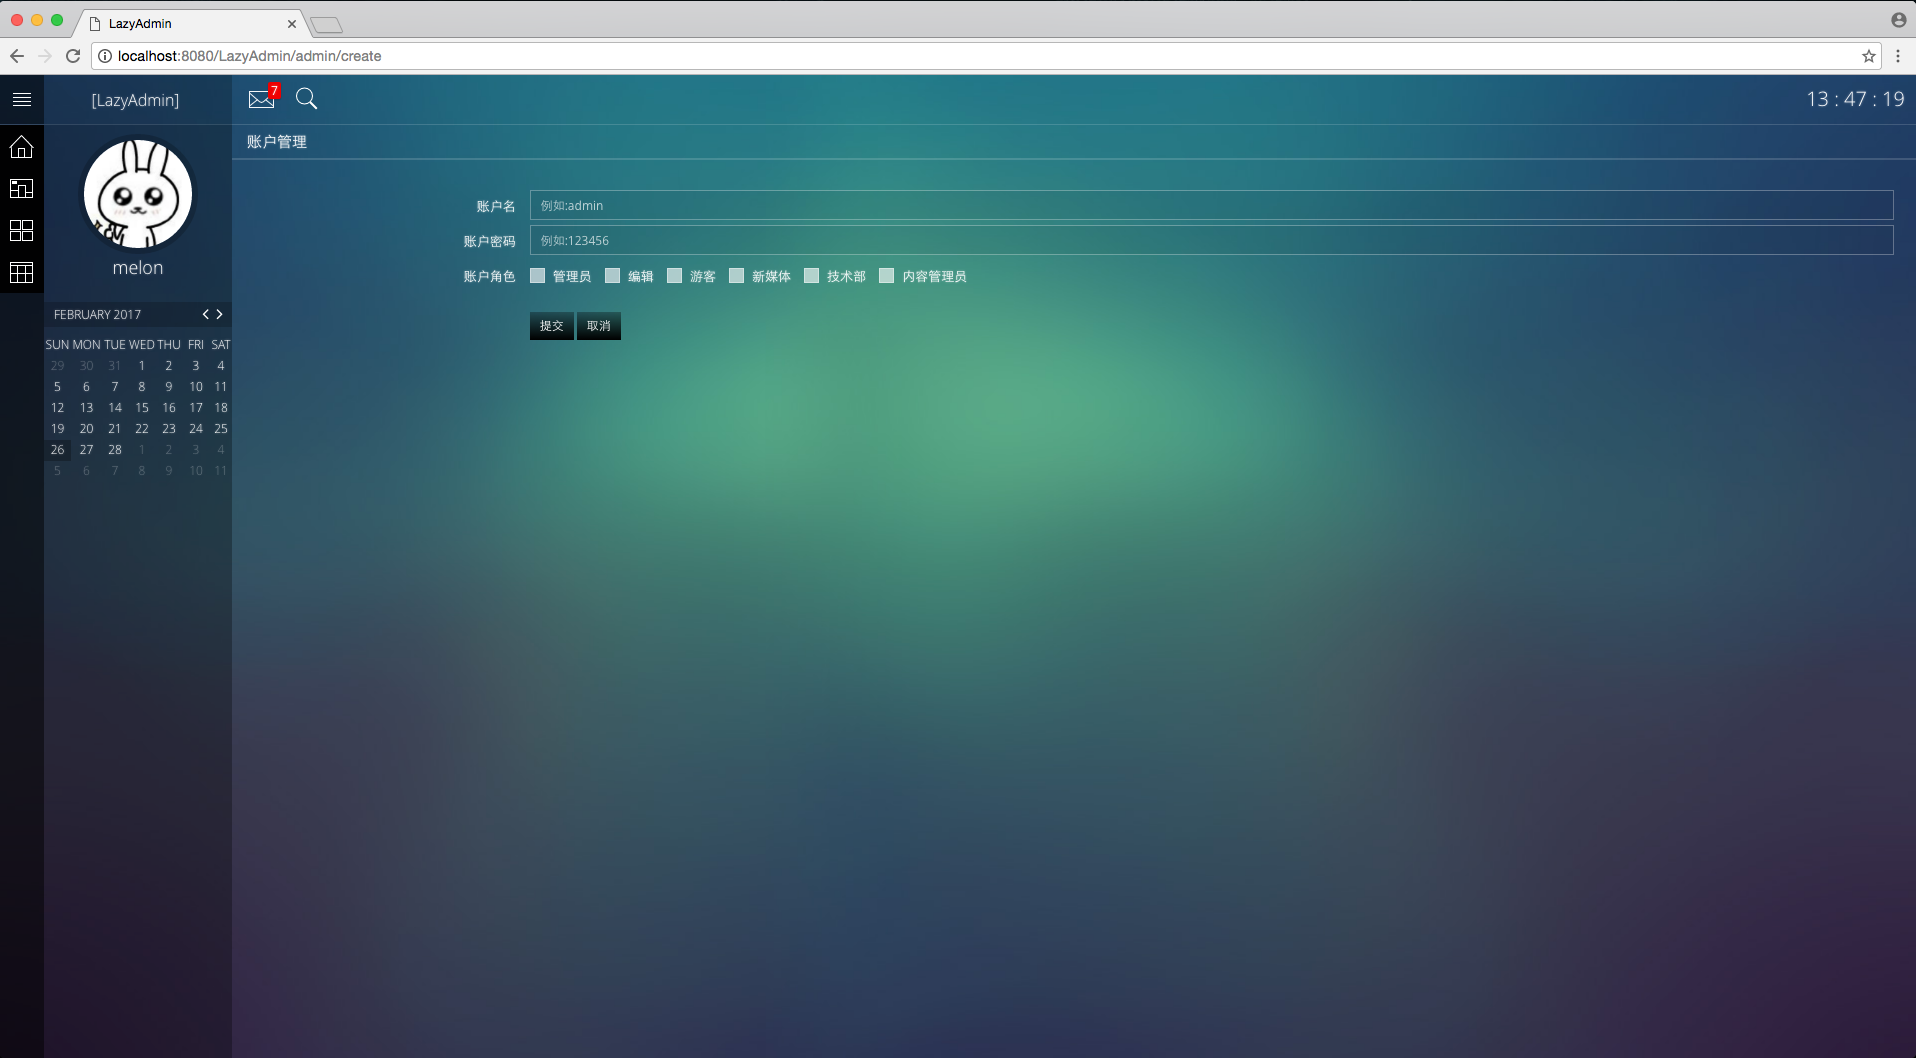 LazyAdmin
localhost:8080/LazyAdmin/admin/create
[LazyAdmin]
7
13 : 47 : 19
melon
FEBRUARY 2017
SUN MON TUE WED THU FRI SAT
29 30 31 1 2 3 4
5 6 7 8 9 10 11
12 13 14 15 16 17 18
19 20 21 22 23 24 25
26 27 28 1 2 3 4
5 6 7 8 9 10 11
账户管理
账户名 例如:admin
账户密码 例如:123456
账户角色 管理员 编辑 游客 新媒体 技术部 内容管理员
提交 取消